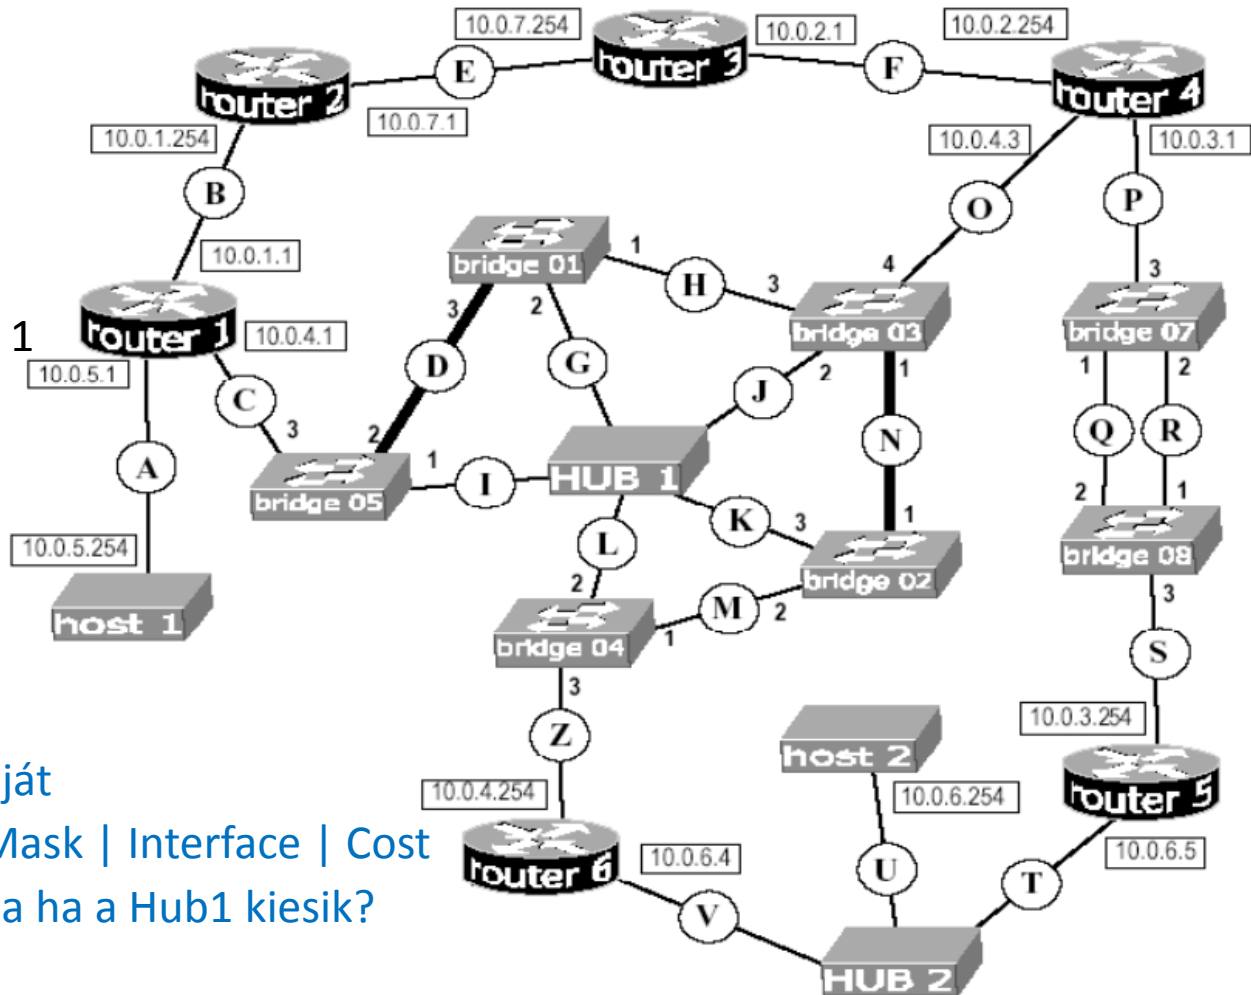 10.0.7.254
10.0.2.1
10.0.2.254
E
router 3
F
router 2
router 4
10.0.7.1
10.0.1.254
10.0.4.3
10.0.3.1
B
O
P
10.0.1.1
bridge 01
1
H
3
4
3
router 1
1
10.0.4.1
3
2
bridge 03
bridge 07
10.0.5.1
D
G
J
2
1
1
2
C
3
2
N
Q
R
A
1
I
HUB 1
bridge 05
K
3
1
2
1
10.0.5.254
L
bridge 02
bridge 08
host 1
2
M
2
3
bridge 04
1
S
3
Z
10.0.3.254
host 2
ját
10.0.4.254
10.0.6.254
router 5
Mask | Interface | Cost
router 6
10.0.6.4
10.0.6.5
a ha a Hub1 kiesik?
U
T
V
HUB 2